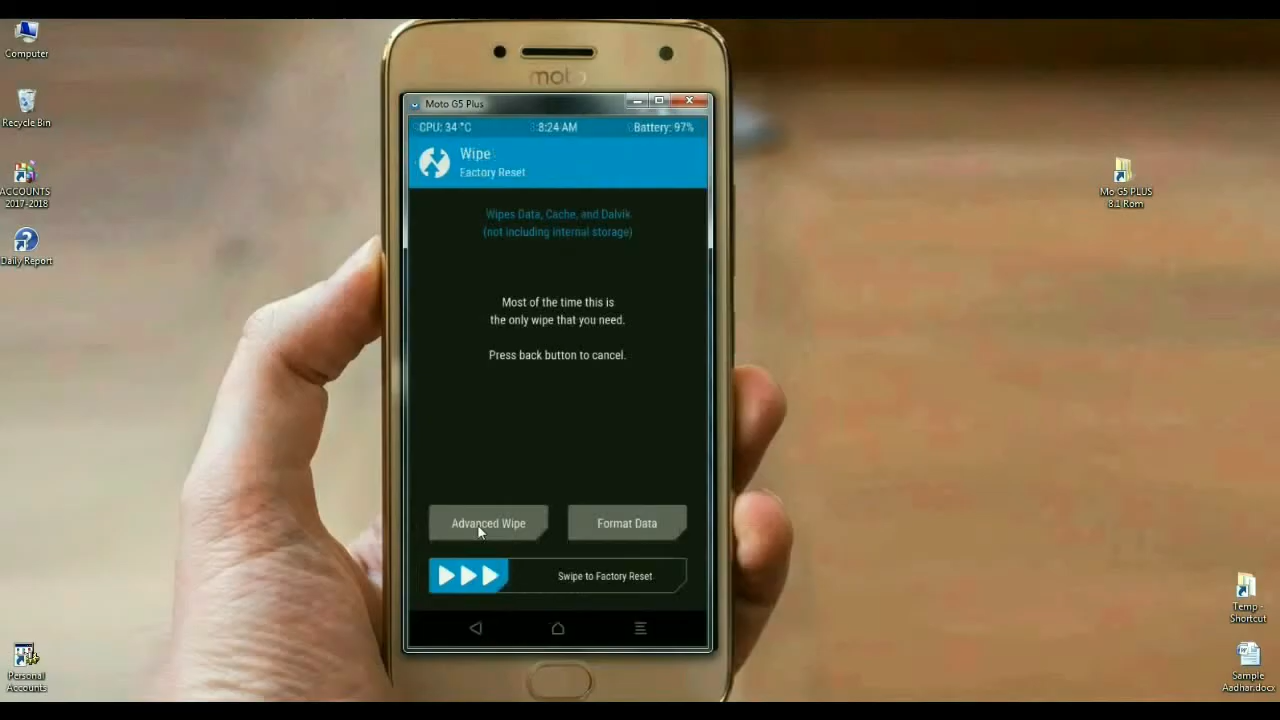 Computer
Recycle Bin
ACCOUNTS
2017-2018
Daily Report
Personal
Accounts
moto
Moto G5 Plus
CPU: 34 °C
8:24 AM
Battery: 97%
Wipe
Factory Reset
Wipes Data, Cache, and Dalvik
(not including internal storage)
Most of the time this is
the only wipe that you need.
Press back button to cancel.
Advanced Wipe
Format Data
Swipe to Factory Reset
Mo G5 PLUS
8.1 Rom
Temp -
Shortcut
Sample
Aadhar.docx